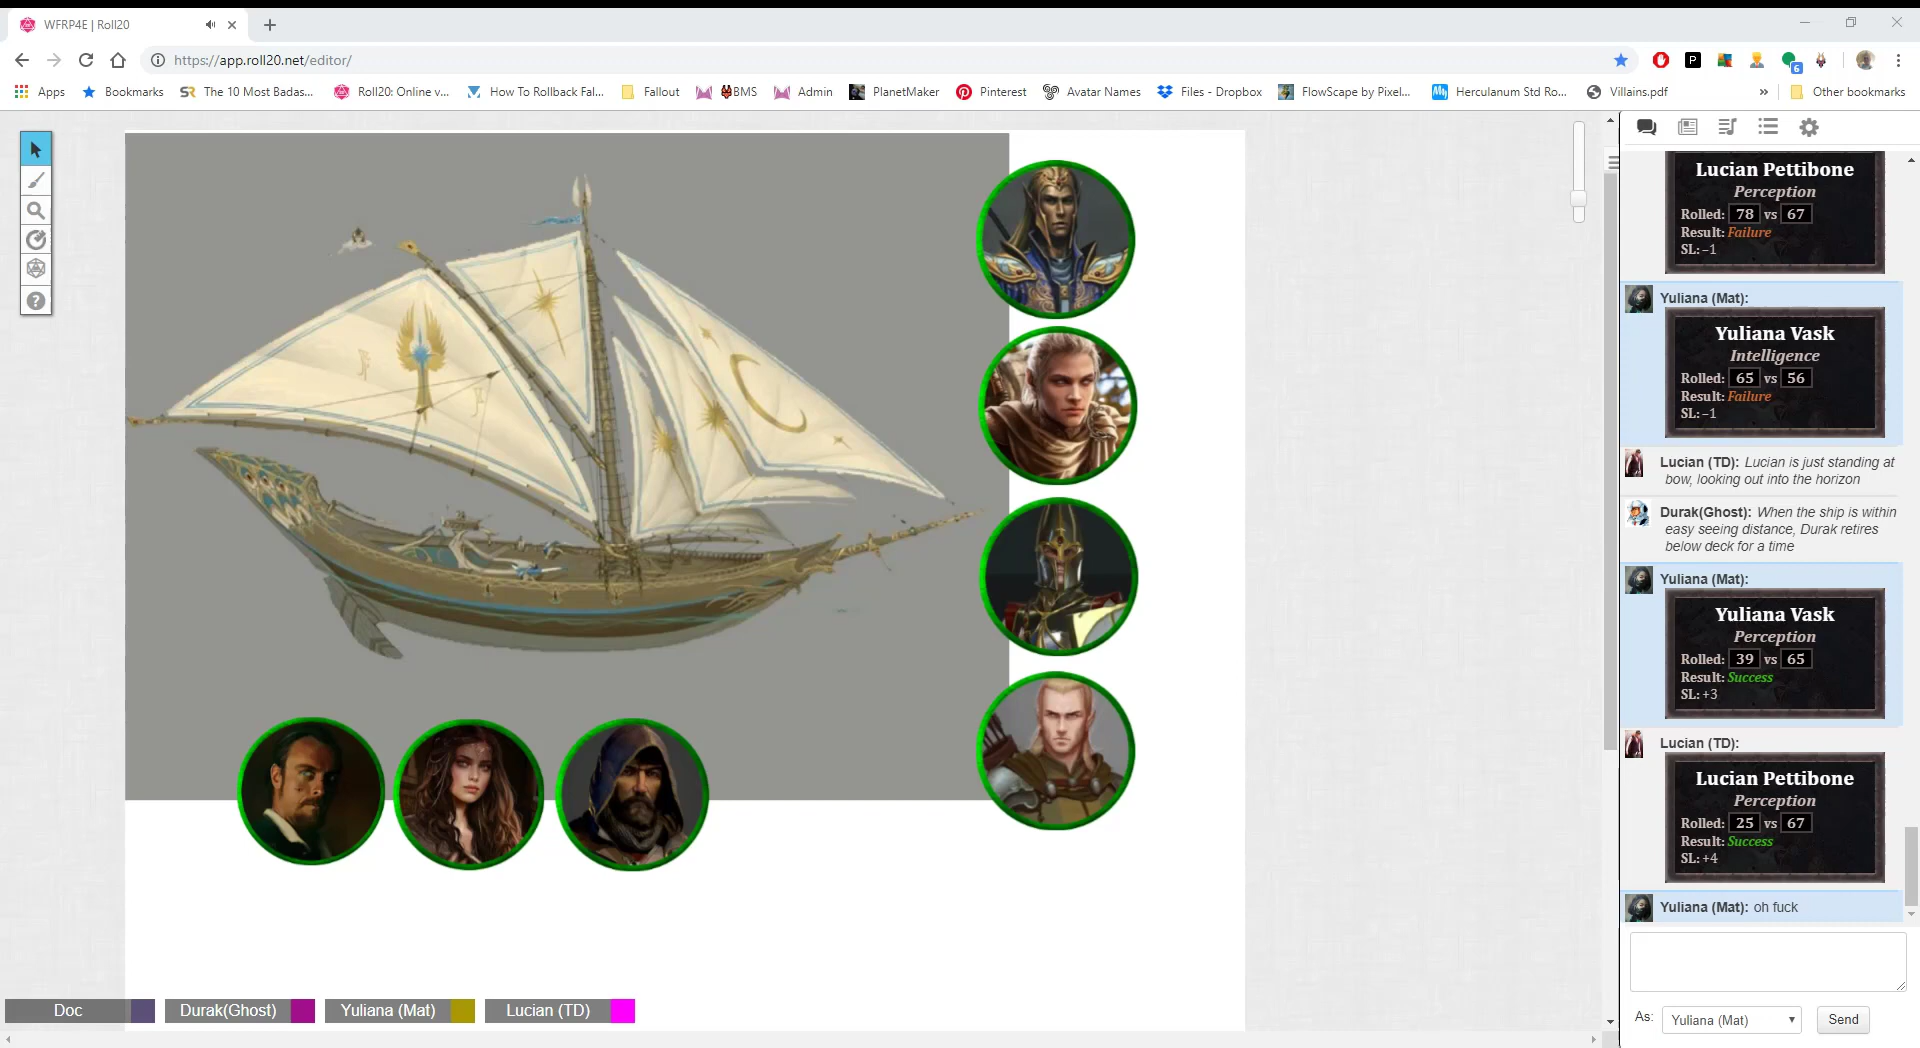 WFRP4E | Roll20
https://app.roll20.net/editor/
P
6
Apps
Bookmarks
SR
The 10 Most Badas...
Roll20: Online v...
How To Rollback Fal...
Fallout
BMS
Admin
PlanetMaker
Pinterest
Avatar Names
Files - Dropbox
FlowScape by Pixel...
Herculanum Std Ro...
Villains.pdf
»
Other bookmarks
Lucian Pettibone
Perception
Rolled: 78 vs 67
Result: Failure
SL: –1
Yuliana (Mat):
Yuliana Vask
Intelligence
Rolled: 65 vs 56
Result: Failure
SL: –1
Lucian (TD): Lucian is just standing at
bow, looking out into the horizon
Durak(Ghost): When the ship is within
easy seeing distance, Durak retires
below deck for a time
Yuliana (Mat):
Yuliana Vask
Perception
Rolled: 39 vs 65
Result: Success
SL: +3
Lucian (TD):
Lucian Pettibone
Perception
Rolled: 25 vs 67
Result: Success
SL: +4
Yuliana (Mat): oh fuck
As: Yuliana (Mat)
Send
Doc
Durak(Ghost)
Yuliana (Mat)
Lucian (TD)